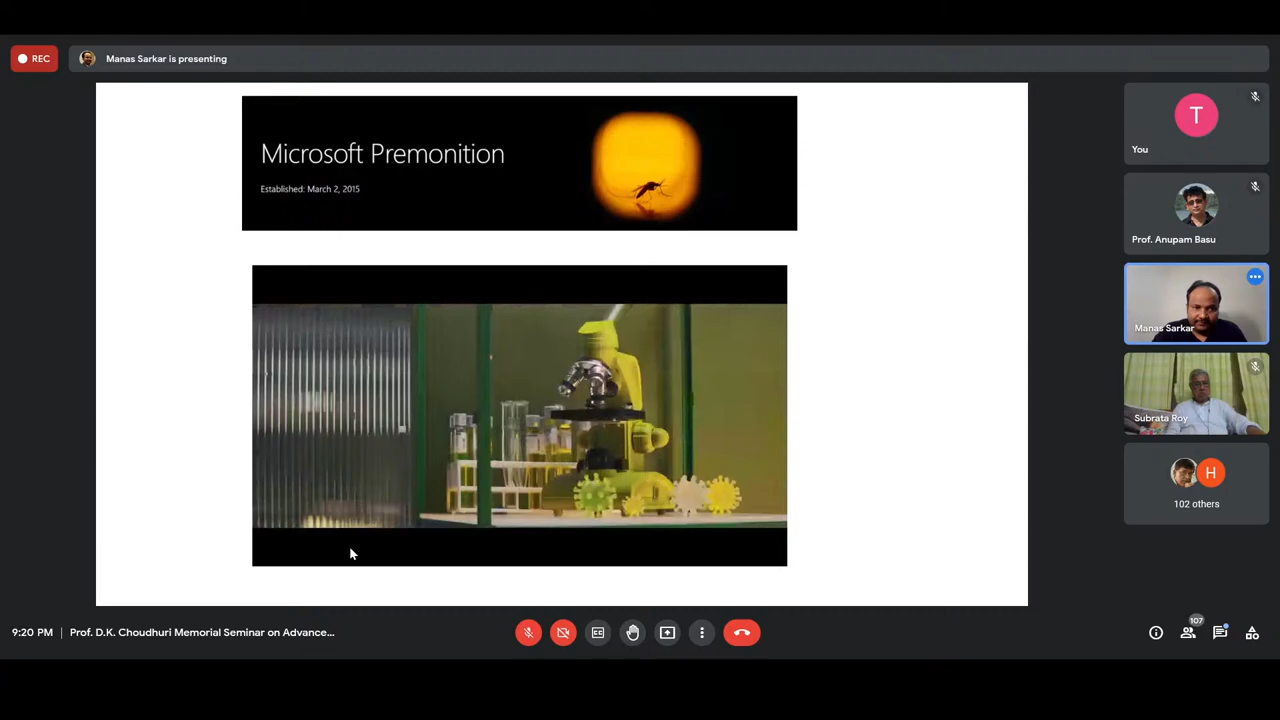 REC
Manas Sarkar is presenting
Microsoft Premonition
Established: March 2, 2015
T
You
Prof. Anupam Basu
Manas Sarkar
Subrata Roy
H
102 others
9:20 PM
Prof. D.K. Choudhuri Memorial Seminar on Advance...
CC
107